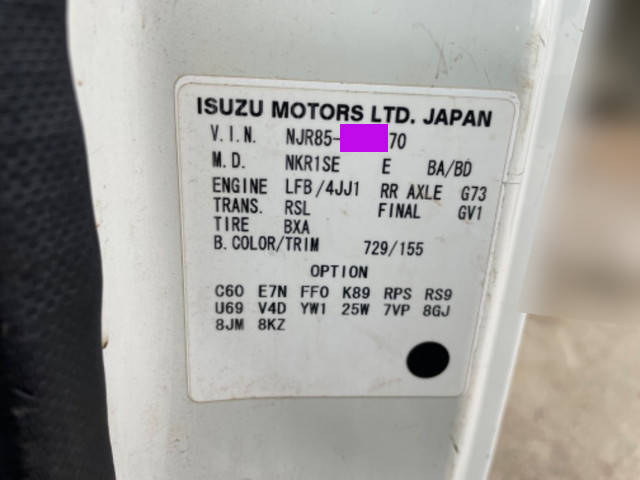 ISUZU MOTORS LTD. JAPAN
V.I.N. NJR85- 70
M.D. NKR1SE E BA/BD
ENGINE LFB/4JJ1 RR AXLE G73
TRANS. RSL FINAL GV1
TIRE BXA
B.COLOR/TRIM 729/155
OPTION
C60 E7N FF0 K89 RPS RS9
U69 V4D YW1 25W 7VP 8GJ
8JM 8KZ